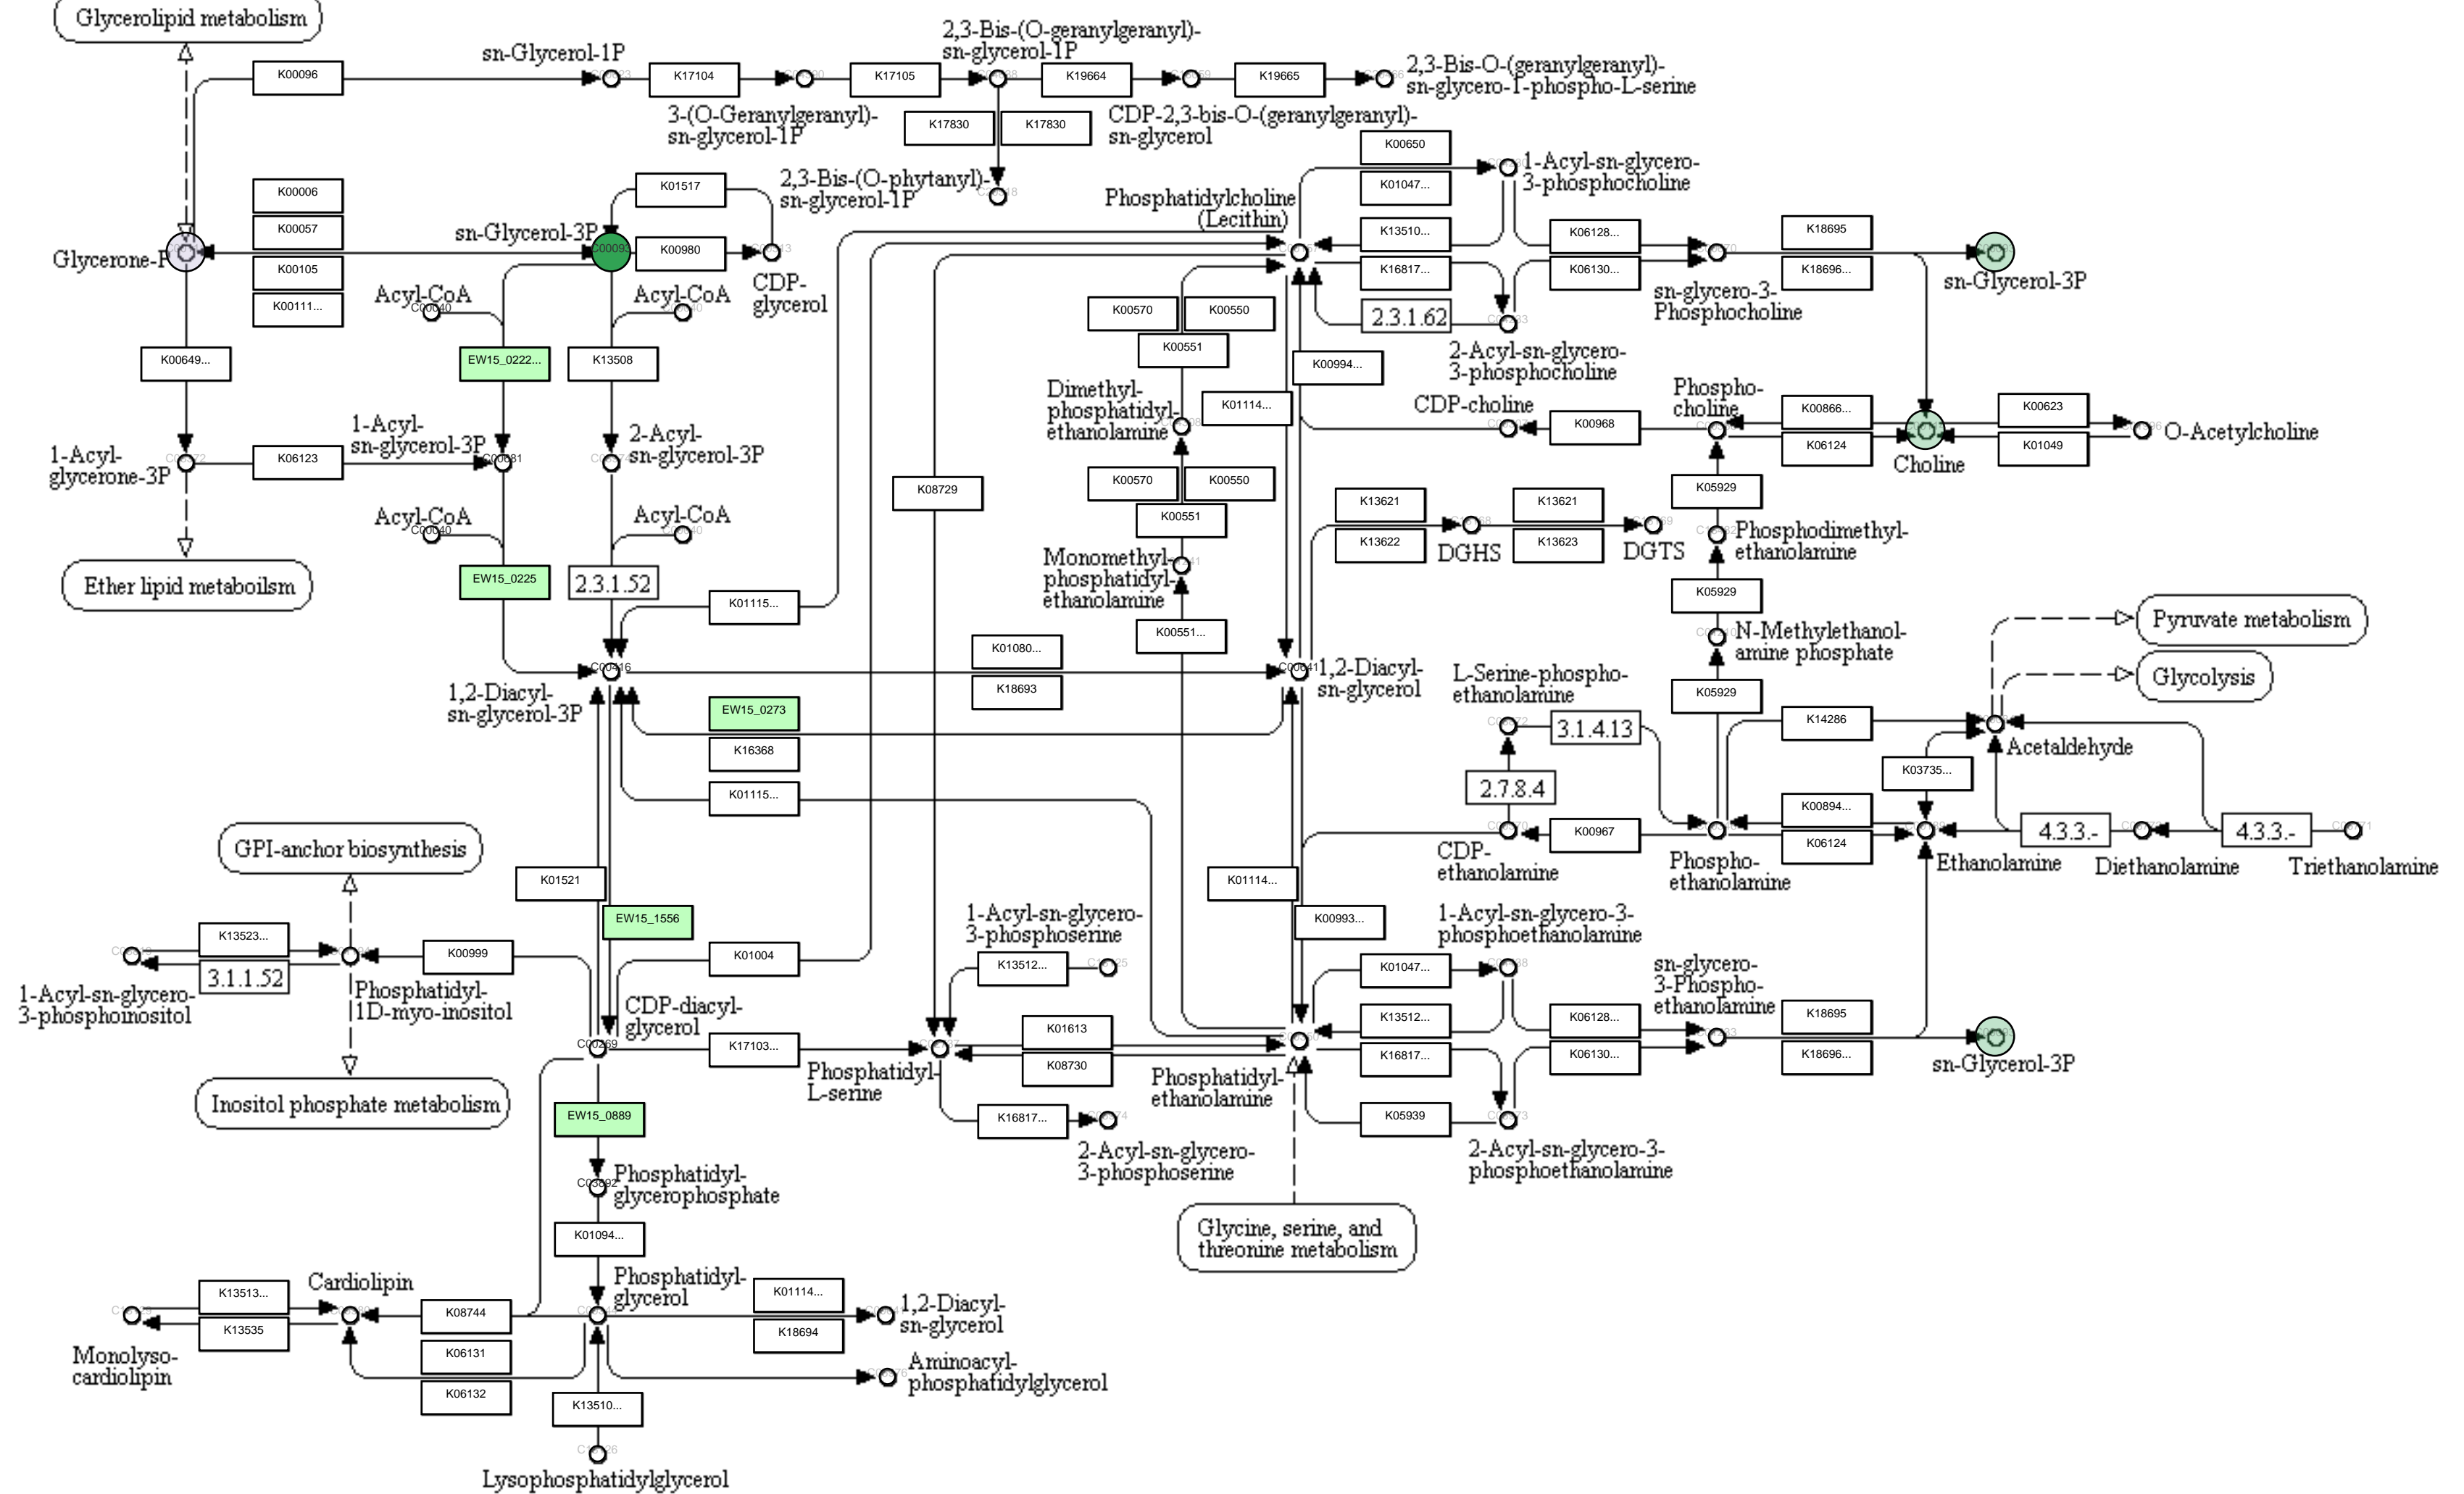 Glycerolipid metabolism
K00096
sn-Glycerol-1P
K17104
3-(O-Geranylgeranyl)-
sn-glycerol-1P
K17105
2,3-Bis-(O-geranylgeranyl)-
sn-glycerol-1P
K19664
CDP-2,3-bis-O-(geranylgeranyl)-
sn-glycerol
K19665
2,3-Bis-O-(geranylgeranyl)-
sn-glycero-1-phospho-L-serine
K17830
K17830
2,3-Bis-(O-phytanyl)-
sn-glycerol-1P
K00006
K00057
K00105
K00111...
Glycerone-P
sn-Glycerol-3P
C00093
K01517
K00980
CDP-
glycerol
Acyl-CoA
C00040
Acyl-CoA
K00649...
EW15_0222...
K13508
1-Acyl-
glycerone-3P
K06123
1-Acyl-
sn-glycerol-3P
C00681
2-Acyl-
sn-glycerol-3P
Acyl-CoA
C00040
Acyl-CoA
Ether lipid metaboilsm
EW15_0225
2.3.1.52
K01115...
C00416
1,2-Diacyl-
sn-glycerol-3P
K01080...
K18693
C00641
1,2-Diacyl-
sn-glycerol
EW15_0273
K16368
K01115...
Phosphatidylcholine
(Lecithin)
K00650
K01047...
1-Acyl-sn-glycero-
3-phosphocholine
K13510...
K16817...
2.3.1.62
2-Acyl-sn-glycero-
3-phosphocholine
K06128...
K06130...
sn-glycero-3-
Phosphocholine
K18695
K18696...
sn-Glycerol-3P
K00570
K00550
K00551
K00994...
K01114...
Dimethyl-
phosphatidyl-
ethanolamine
K00570
K00550
K00551
Monomethyl-
phosphatidyl-
ethanolamine
K00551...
K08729
CDP-choline
K00968
Phospho-
choline
K00866...
K06124
Choline
K00623
K01049
O-Acetylcholine
K13621
K13622
DGHS
K13621
K13623
DGTS
K05929
Phosphodimethyl-
ethanolamine
K05929
N-Methylethanol-
amine phosphate
K05929
Pyruvate metabolism
Glycolysis
L-Serine-phospho-
ethanolamine
3.1.4.13
2.7.8.4
K14286
Acetaldehyde
K03735...
CDP-
ethanolamine
K00967
Phospho-
ethanolamine
K00894...
K06124
Ethanolamine
4.3.3.-
Diethanolamine
4.3.3.-
Triethanolamine
GPI-anchor biosynthesis
K01521
EW15_1556
K01004
K01114...
K00993...
K13523...
3.1.1.52
1-Acyl-sn-glycero-
3-phosphoinositol
K00999
Phosphatidyl-
1D-myo-inositol
Inositol phosphate metabolism
CDP-diacyl-
glycerol
C00269
K17103...
Phosphatidyl-
L-serine
1-Acyl-sn-glycero-
3-phosphoserine
K13512...
K01613
K08730
K16817...
2-Acyl-sn-glycero-
3-phosphoserine
Phosphatidyl-
ethanolamine
1-Acyl-sn-glycero-3-
phosphoethanolamine
K01047...
K13512...
K16817...
K05939
2-Acyl-sn-glycero-3-
phosphoethanolamine
K06128...
K06130...
sn-glycero-
3-Phospho-
ethanolamine
K18695
K18696...
sn-Glycerol-3P
Glycine, serine, and
threonine metabolism
EW15_0889
Phosphatidyl-
glycerophosphate
C03892
K01094...
Phosphatidyl-
glycerol
Cardiolipin
K13513...
K13535
Monolyso-
cardiolipin
K08744
K06131
K06132
K01114...
K18694
1,2-Diacyl-
sn-glycerol
Aminoacyl-
phosphatidylglycerol
K13510...
Lysophosphatidylglycerol